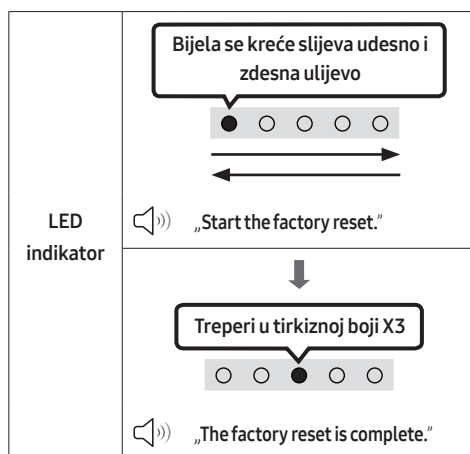 Bijela se kreće slijeva udesno i
zdesna ulijevo
LED
indikator
„Start the factory reset.”
Treperi u tirkiznoj boji X3
„The factory reset is complete.”